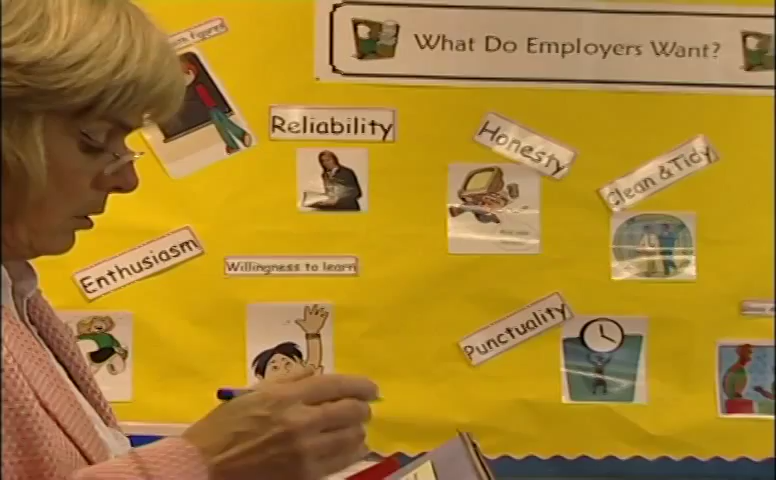 What Do Employers Want?
Reliability
Honesty
Clean & Tidy
Enthusiasm
Willingness to learn
Punctuality